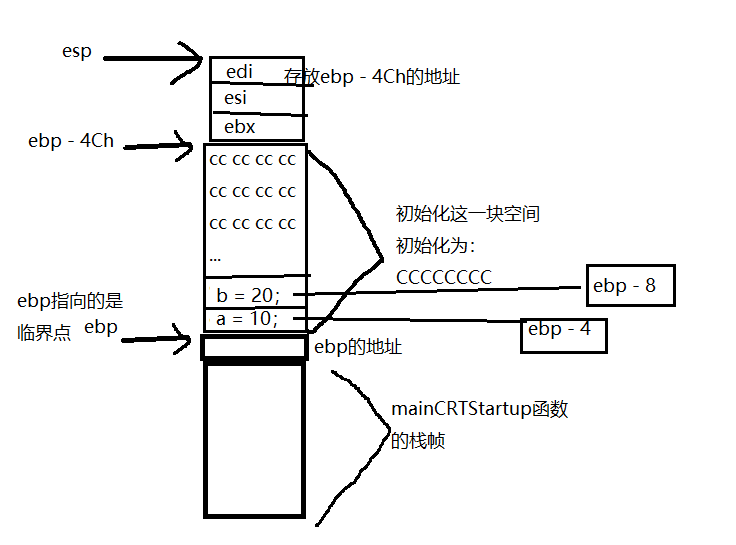 esp
edi
存放ebp - 4Ch的地址
esi
ebx
ebp - 4Ch
cc cc cc cc
cc cc cc cc
cc cc cc cc
...
初始化这一块空间
初始化为：
CCCCCCCC
b = 20;
ebp - 8
a = 10;
ebp - 4
ebp指向的是
临界点
ebp
ebp的地址
mainCRTStartup函数
的栈帧